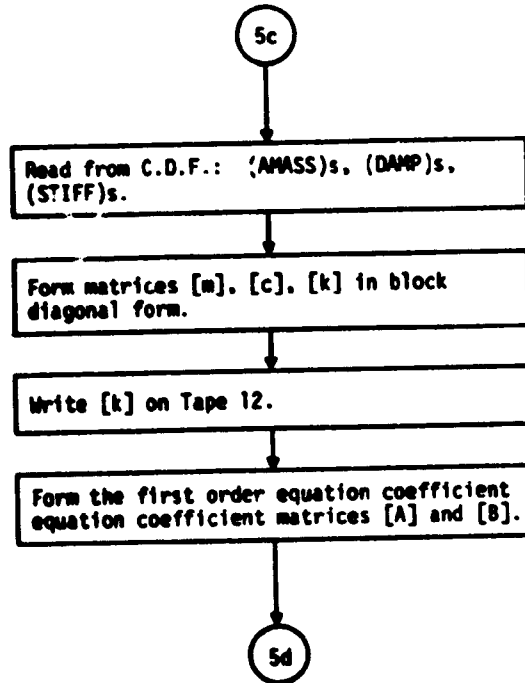 5c
Read from C.D.F.: (AMASS)s, (DAMP)s,
(STIFF)s.
Form matrices [m], [c], [k] in block
diagonal form.
Write [k] on Tape 12.
Form the first order equation coefficient
equation coefficient matrices [A] and [B].
5d